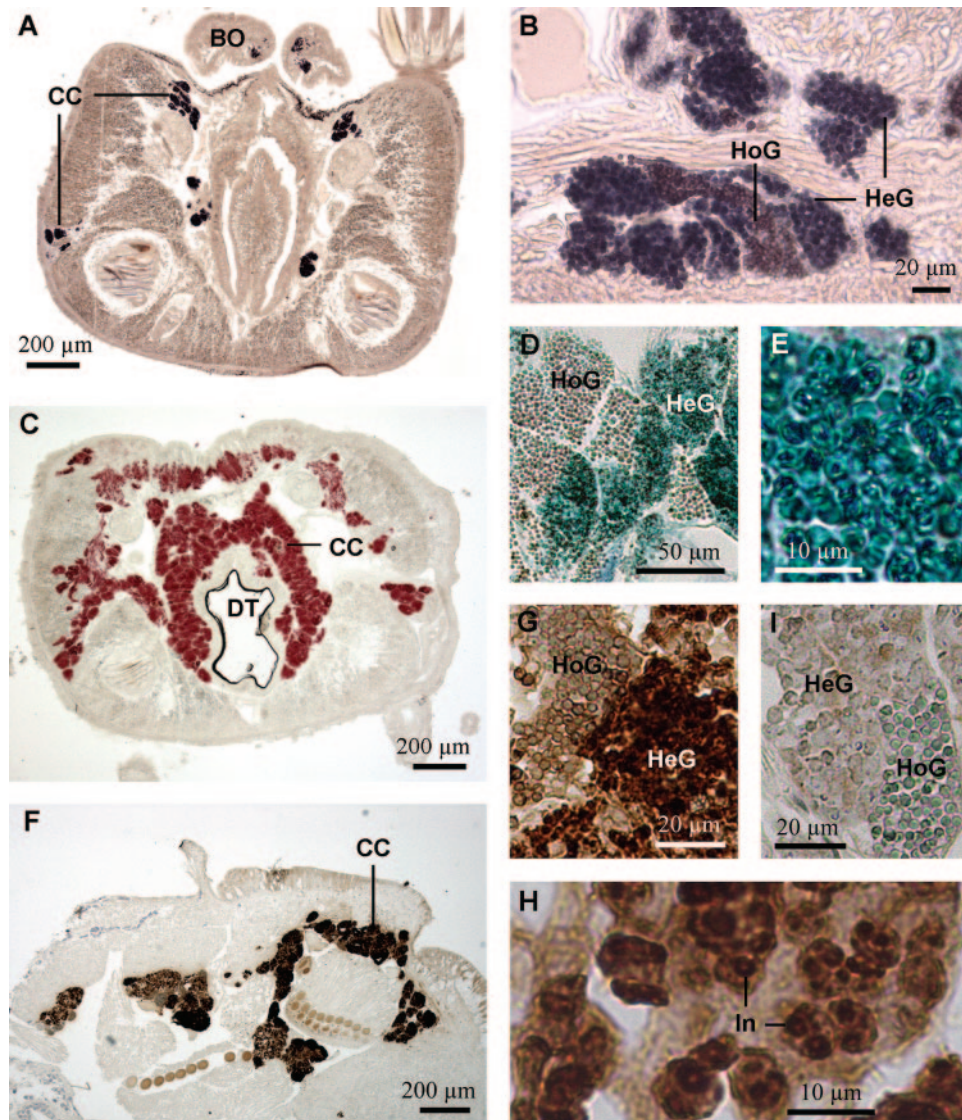 A
BO
CC
200 µm
B
HoG
HeG
20 µm
C
CC
DT
200 µm
D
HoG
HeG
50 µm
E
10 µm
F
CC
200 µm
G
HoG
HeG
20 µm
I
HeG
HoG
20 µm
H
In
10 µm